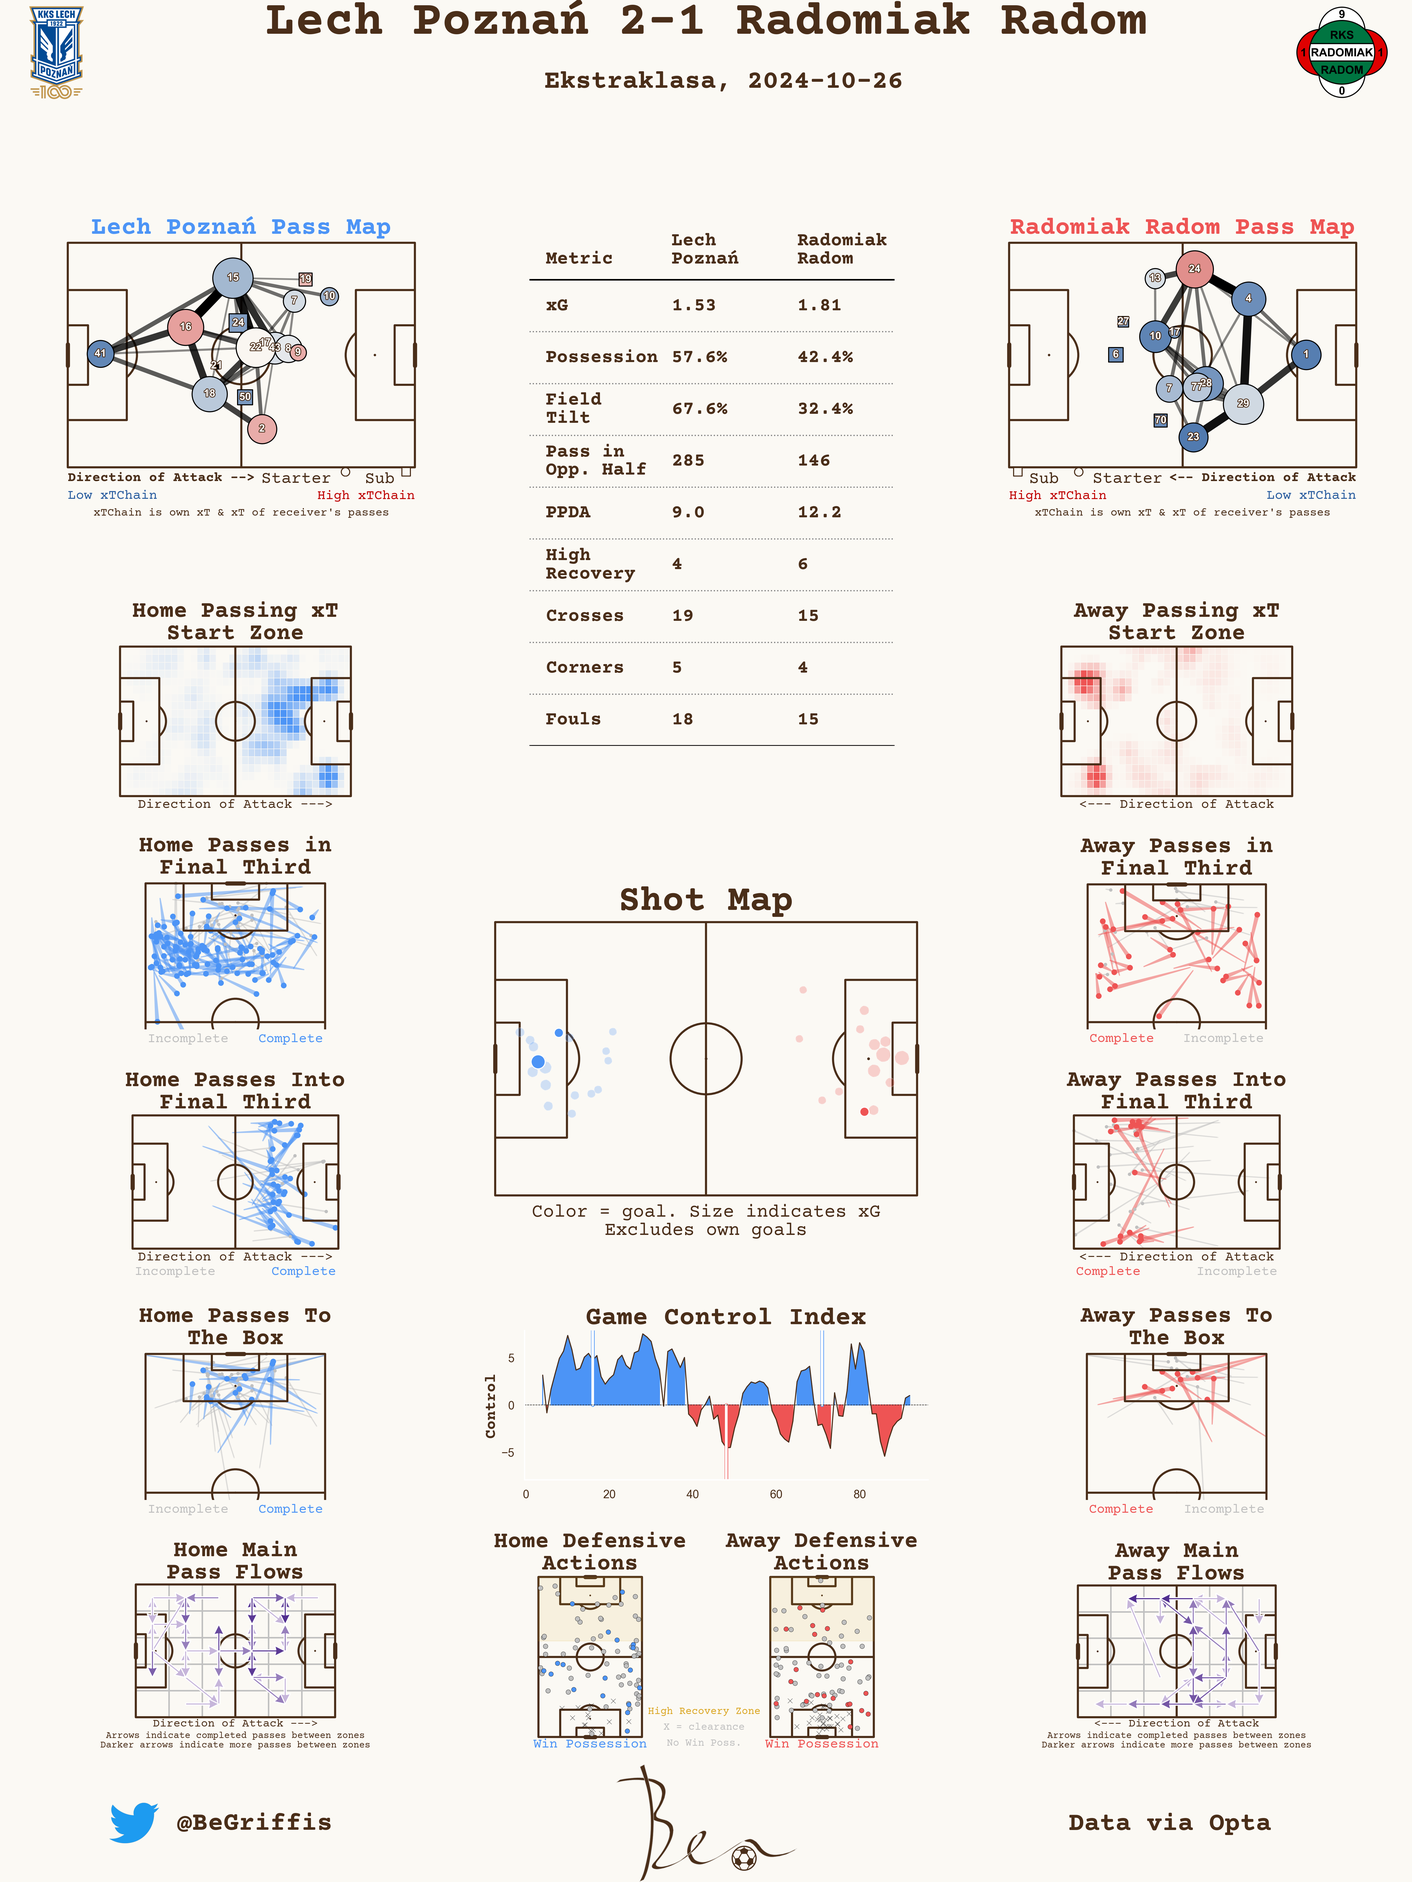 Lech Poznań 2-1 Radomiak Radom
Ekstraklasa, 2024-10-26
KKS LECH
1922
POZNAŃ
100
9
RKS
1 RADOMIAK 1
RADOM
0
Lech Poznań Pass Map
15
19
10
7
24
16
22
17
43
8
9
41
21
18
50
2
Direction of Attack --> Starter Sub
Low xTChain High xTChain
xTChain is own xT & xT of receiver's passes
Metric Lech Poznań Radomiak Radom
xG 1.53 1.81
Possession 57.6% 42.4%
Field Tilt 67.6% 32.4%
Pass in Opp. Half 285 146
PPDA 9.0 12.2
High Recovery 4 6
Crosses 19 15
Corners 5 4
Fouls 18 15
Radomiak Radom Pass Map
24
13
4
27
10
17
6
1
7
77
28
29
70
23
Sub Starter <-- Direction of Attack
High xTChain Low xTChain
xTChain is own xT & xT of receiver's passes
Home Passing xT
Start Zone
Direction of Attack --->
Away Passing xT
Start Zone
<--- Direction of Attack
Home Passes in
Final Third
Incomplete Complete
Away Passes in
Final Third
Complete Incomplete
Shot Map
Color = goal. Size indicates xG
Excludes own goals
Home Passes Into
Final Third
Direction of Attack --->
Incomplete Complete
Away Passes Into
Final Third
<--- Direction of Attack
Complete Incomplete
Home Passes To
The Box
Incomplete Complete
Game Control Index
Control
5
0
−5
0 20 40 60 80
Away Passes To
The Box
Complete Incomplete
Home Main
Pass Flows
Direction of Attack --->
Arrows indicate completed passes between zones
Darker arrows indicate more passes between zones
Home Defensive
Actions
Win Possession
High Recovery Zone
X = clearance
No Win Poss.
Away Defensive
Actions
Win Possession
Away Main
Pass Flows
<--- Direction of Attack
Arrows indicate completed passes between zones
Darker arrows indicate more passes between zones
@BeGriffis
Ben
Data via Opta